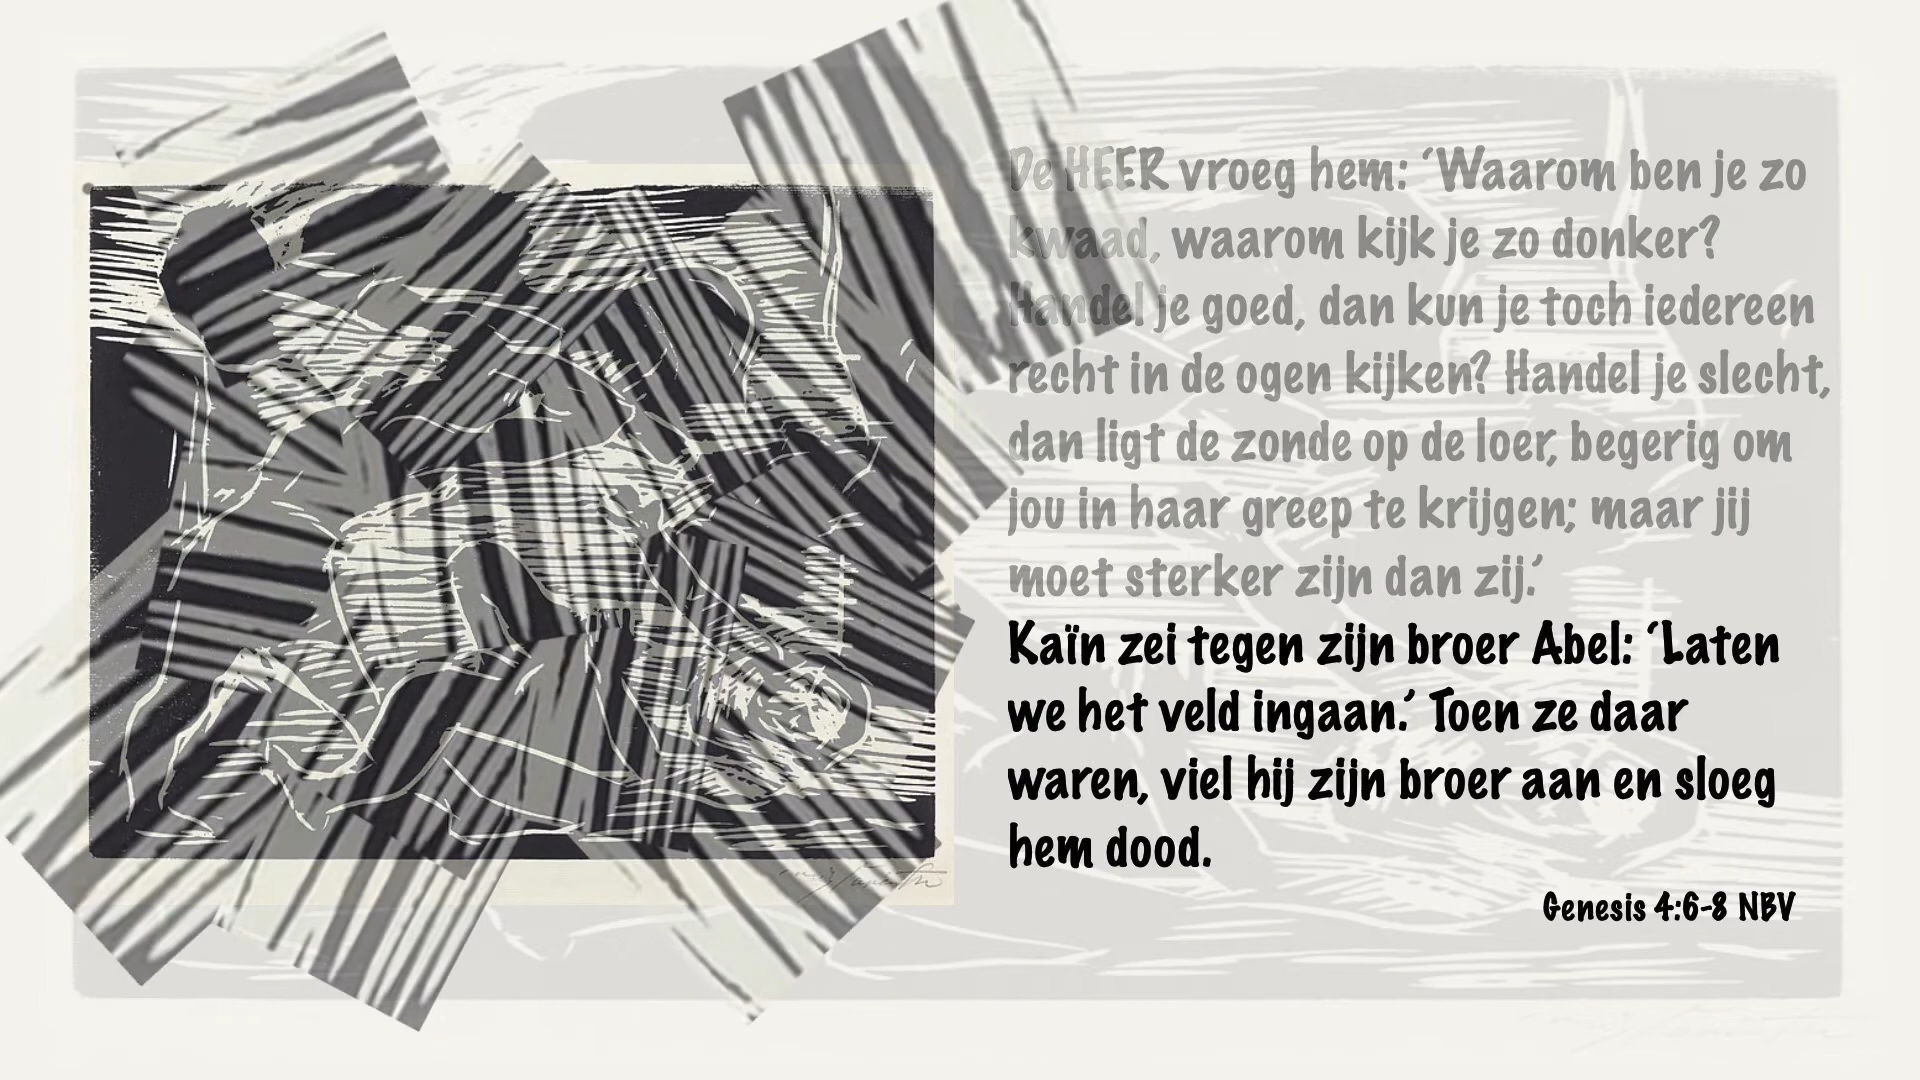 De HEER vroeg hem: ‘Waarom ben je zo
kwaad, waarom kijk je zo donker?
Handel je goed, dan kun je toch iedereen
recht in de ogen kijken? Handel je slecht,
dan ligt de zonde op de loer, begerig om
jou in haar greep te krijgen; maar jij
moet sterker zijn dan zij.’
Kaïn zei tegen zijn broer Abel: ‘Laten
we het veld ingaan.’ Toen ze daar
waren, viel hij zijn broer aan en sloeg
hem dood.
Genesis 4:6-8 NBV